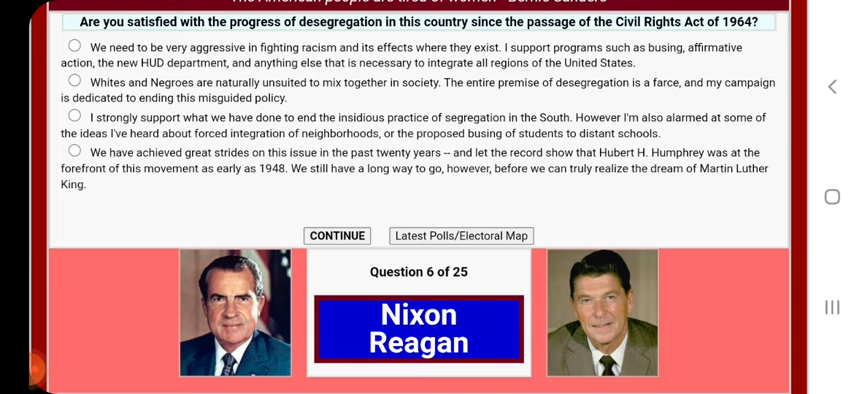 Are you satisfied with the progress of desegregation in this country since the passage of the Civil Rights Act of 1964?
We need to be very aggressive in fighting racism and its effects where they exist. I support programs such as busing, affirmative
action, the new HUD department, and anything else that is necessary to integrate all regions of the United States.
Whites and Negroes are naturally unsuited to mix together in society. The entire premise of desegregation is a farce, and my campaign
is dedicated to ending this misguided policy.
I strongly support what we have done to end the insidious practice of segregation in the South. However I'm also alarmed at some of
the ideas I've heard about forced integration of neighborhoods, or the proposed busing of students to distant schools.
We have achieved great strides on this issue in the past twenty years -- and let the record show that Hubert H. Humphrey was at the
forefront of this movement as early as 1948. We still have a long way to go, however, before we can truly realize the dream of Martin Luther
King.
CONTINUE Latest Polls/Electoral Map
Question 6 of 25
Nixon
Reagan